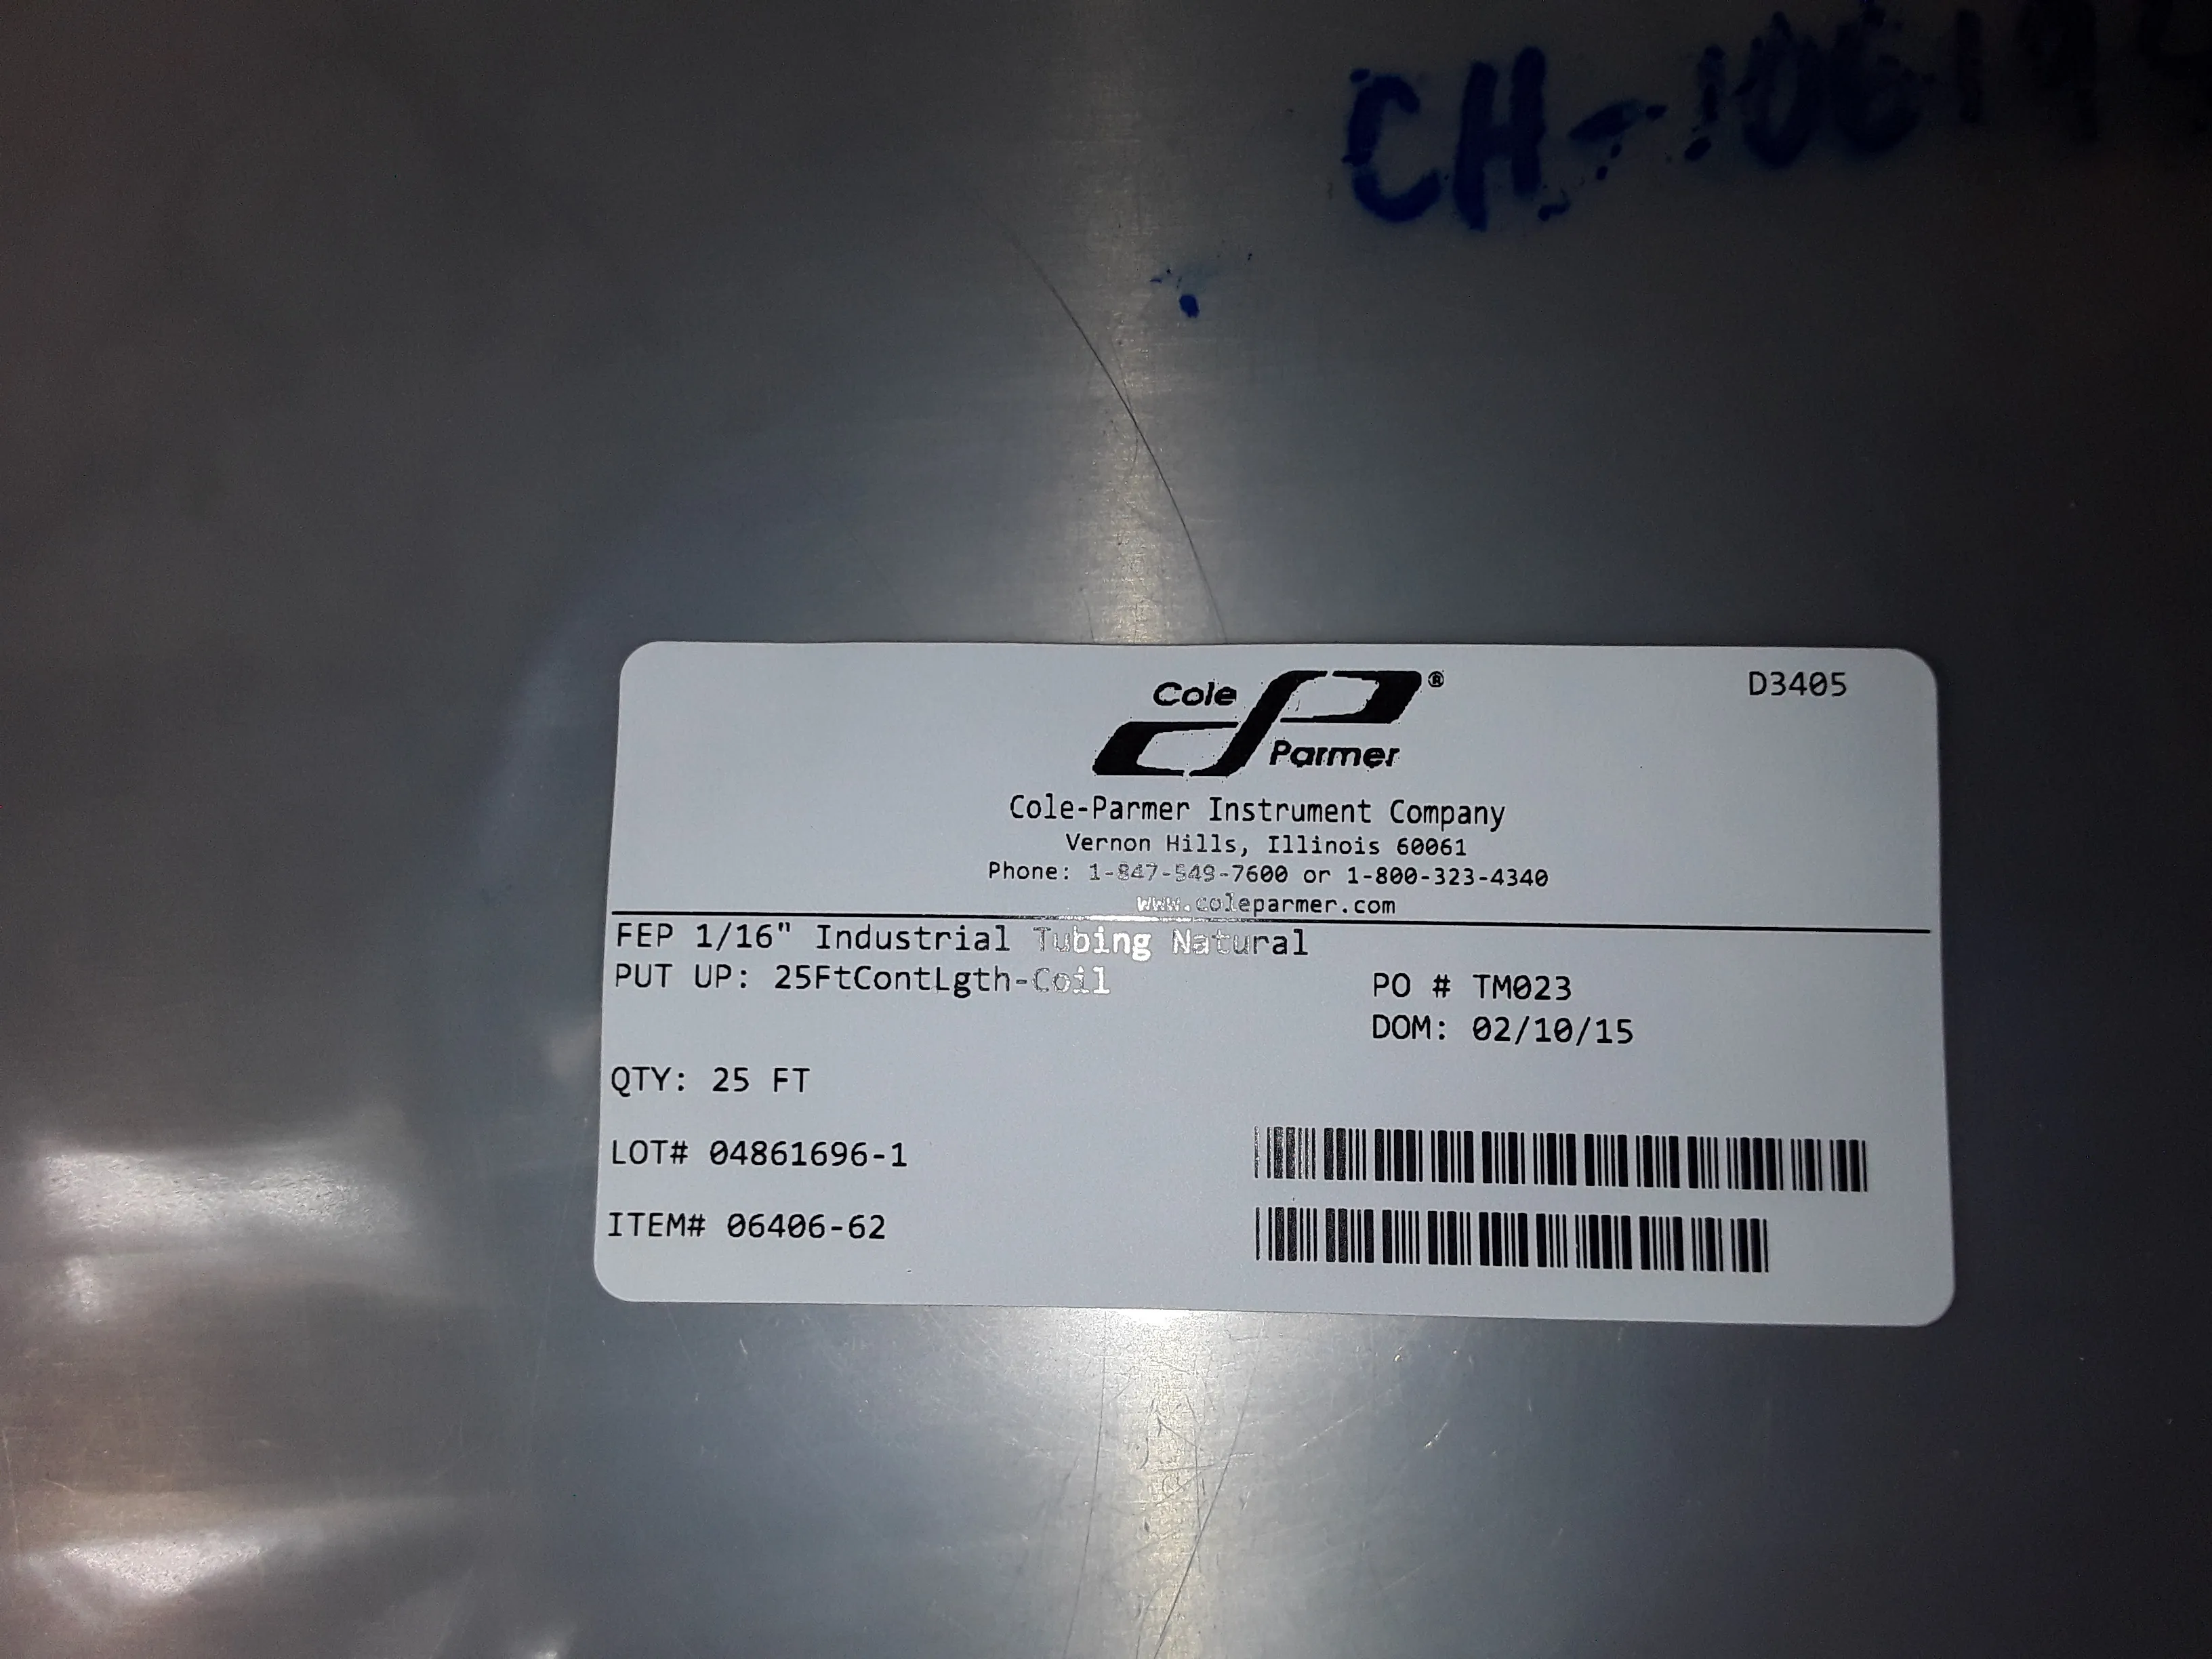 CH-
D3405
Cole
Parmer ®
Cole-Parmer Instrument Company
Vernon Hills, Illinois 60061
Phone: 1-847-549-7600 or 1-800-323-4340
www.coleparmer.com
FEP 1/16" Industrial Tubing Natural
PUT UP: 25FtContLgth-Coil
PO # TM023
DOM: 02/10/15
QTY: 25 FT
LOT# 04861696-1
ITEM# 06406-62